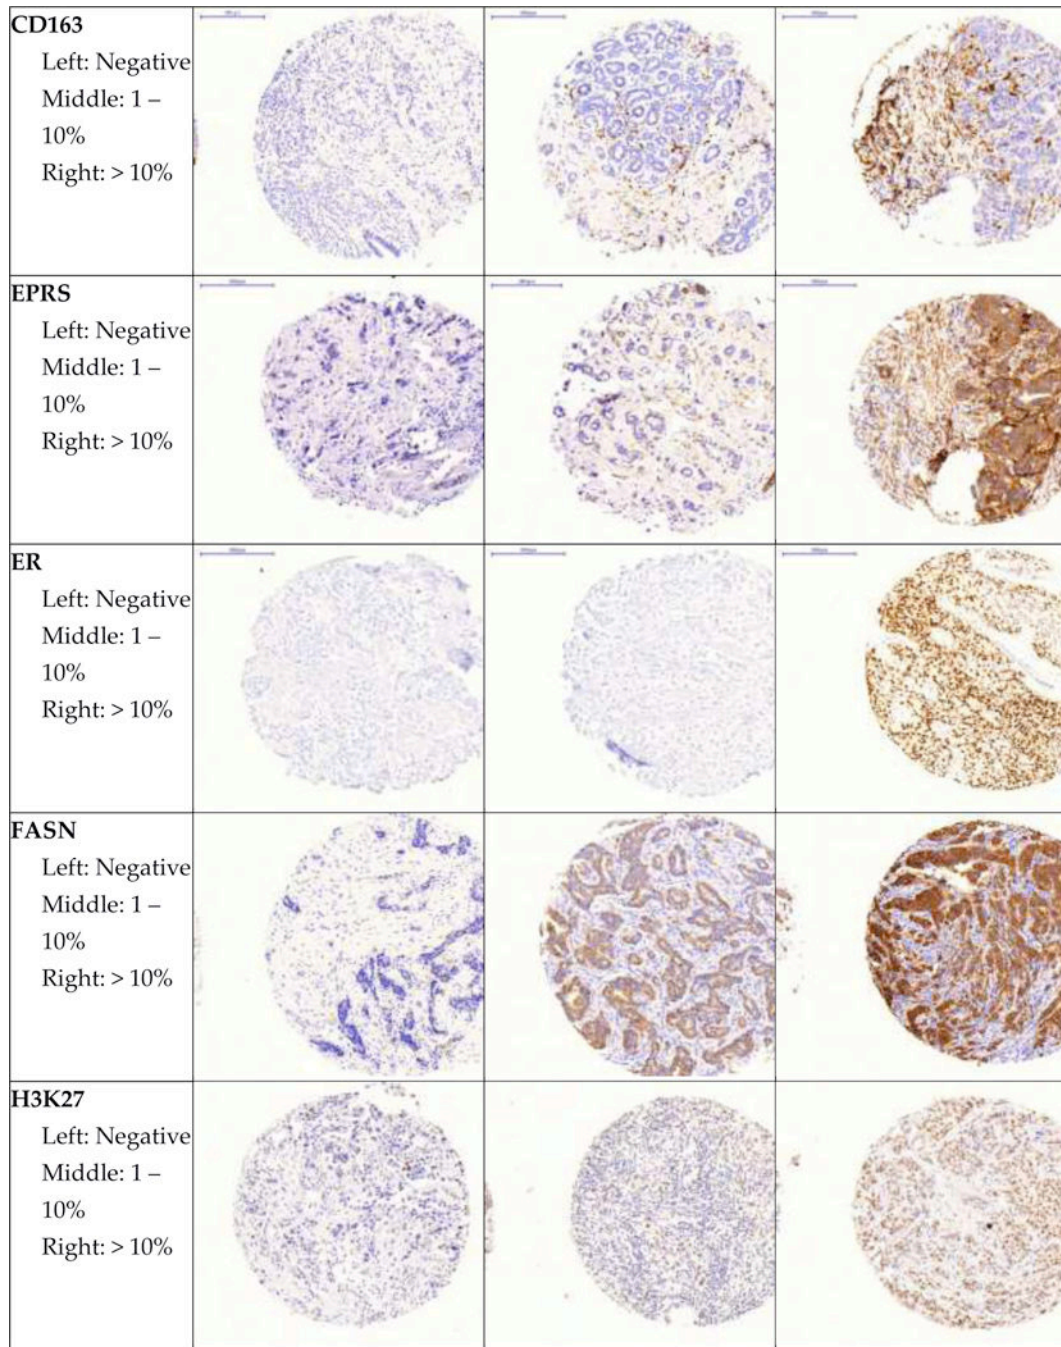 CD163
Left: Negative
Middle: 1 –
10%
Right: > 10%
EPRS
Left: Negative
Middle: 1 –
10%
Right: > 10%
ER
Left: Negative
Middle: 1 –
10%
Right: > 10%
FASN
Left: Negative
Middle: 1 –
10%
Right: > 10%
H3K27
Left: Negative
Middle: 1 –
10%
Right: > 10%